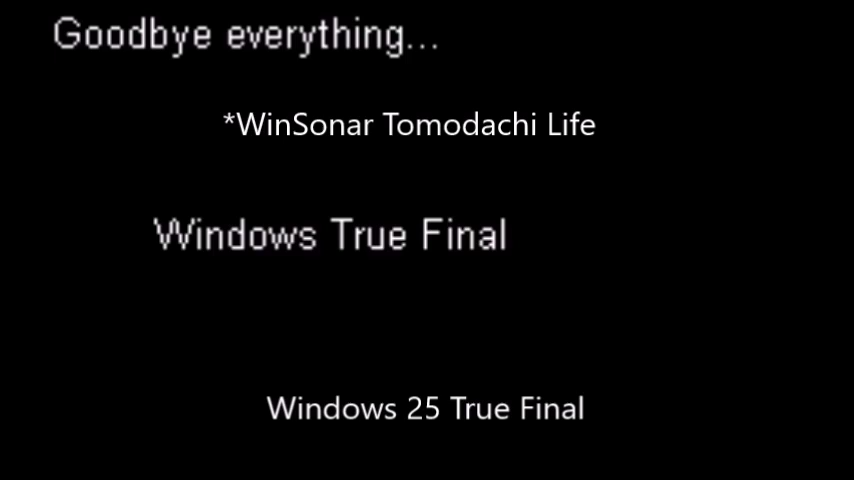 Goodbye everything...
*WinSonar Tomodachi Life
Windows True Final
Windows 25 True Final